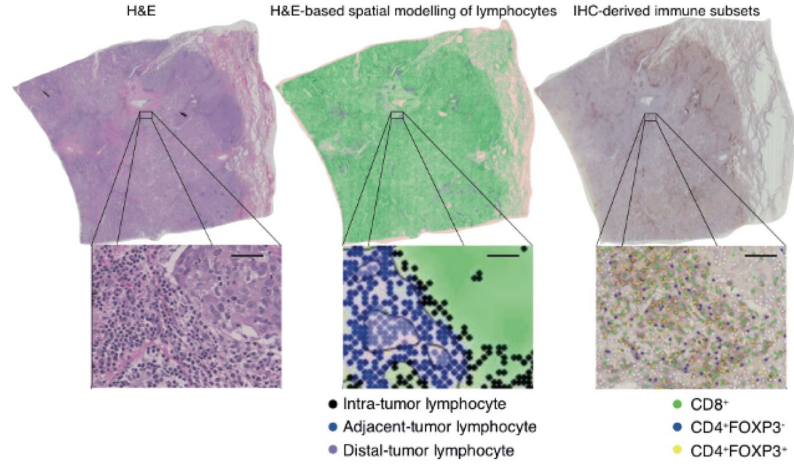 H&E
H&E-based spatial modelling of lymphocytes
IHC-derived immune subsets
Intra-tumor lymphocyte
Adjacent-tumor lymphocyte
Distal-tumor lymphocyte
CD8⁺
CD4⁺FOXP3⁻
CD4⁺FOXP3⁺